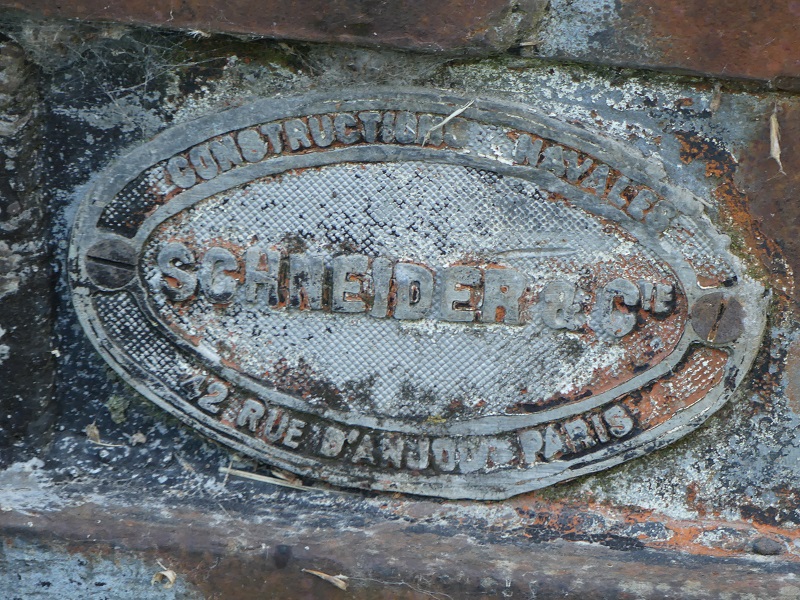 CONSTRUCTIONS NAVALES
SCHNEIDER & CIE
42 RUE D'ANJOU PARIS